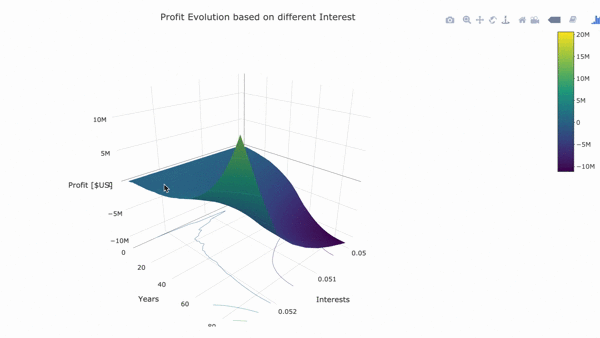 Profit Evolution based on different Interest
20M
15M
10M
5M
0
−5M
−10M
10M
5M
Profit [$US]
−5M
−10M
0
20
40
60
80
Years
0.05
0.051
0.052
Interests